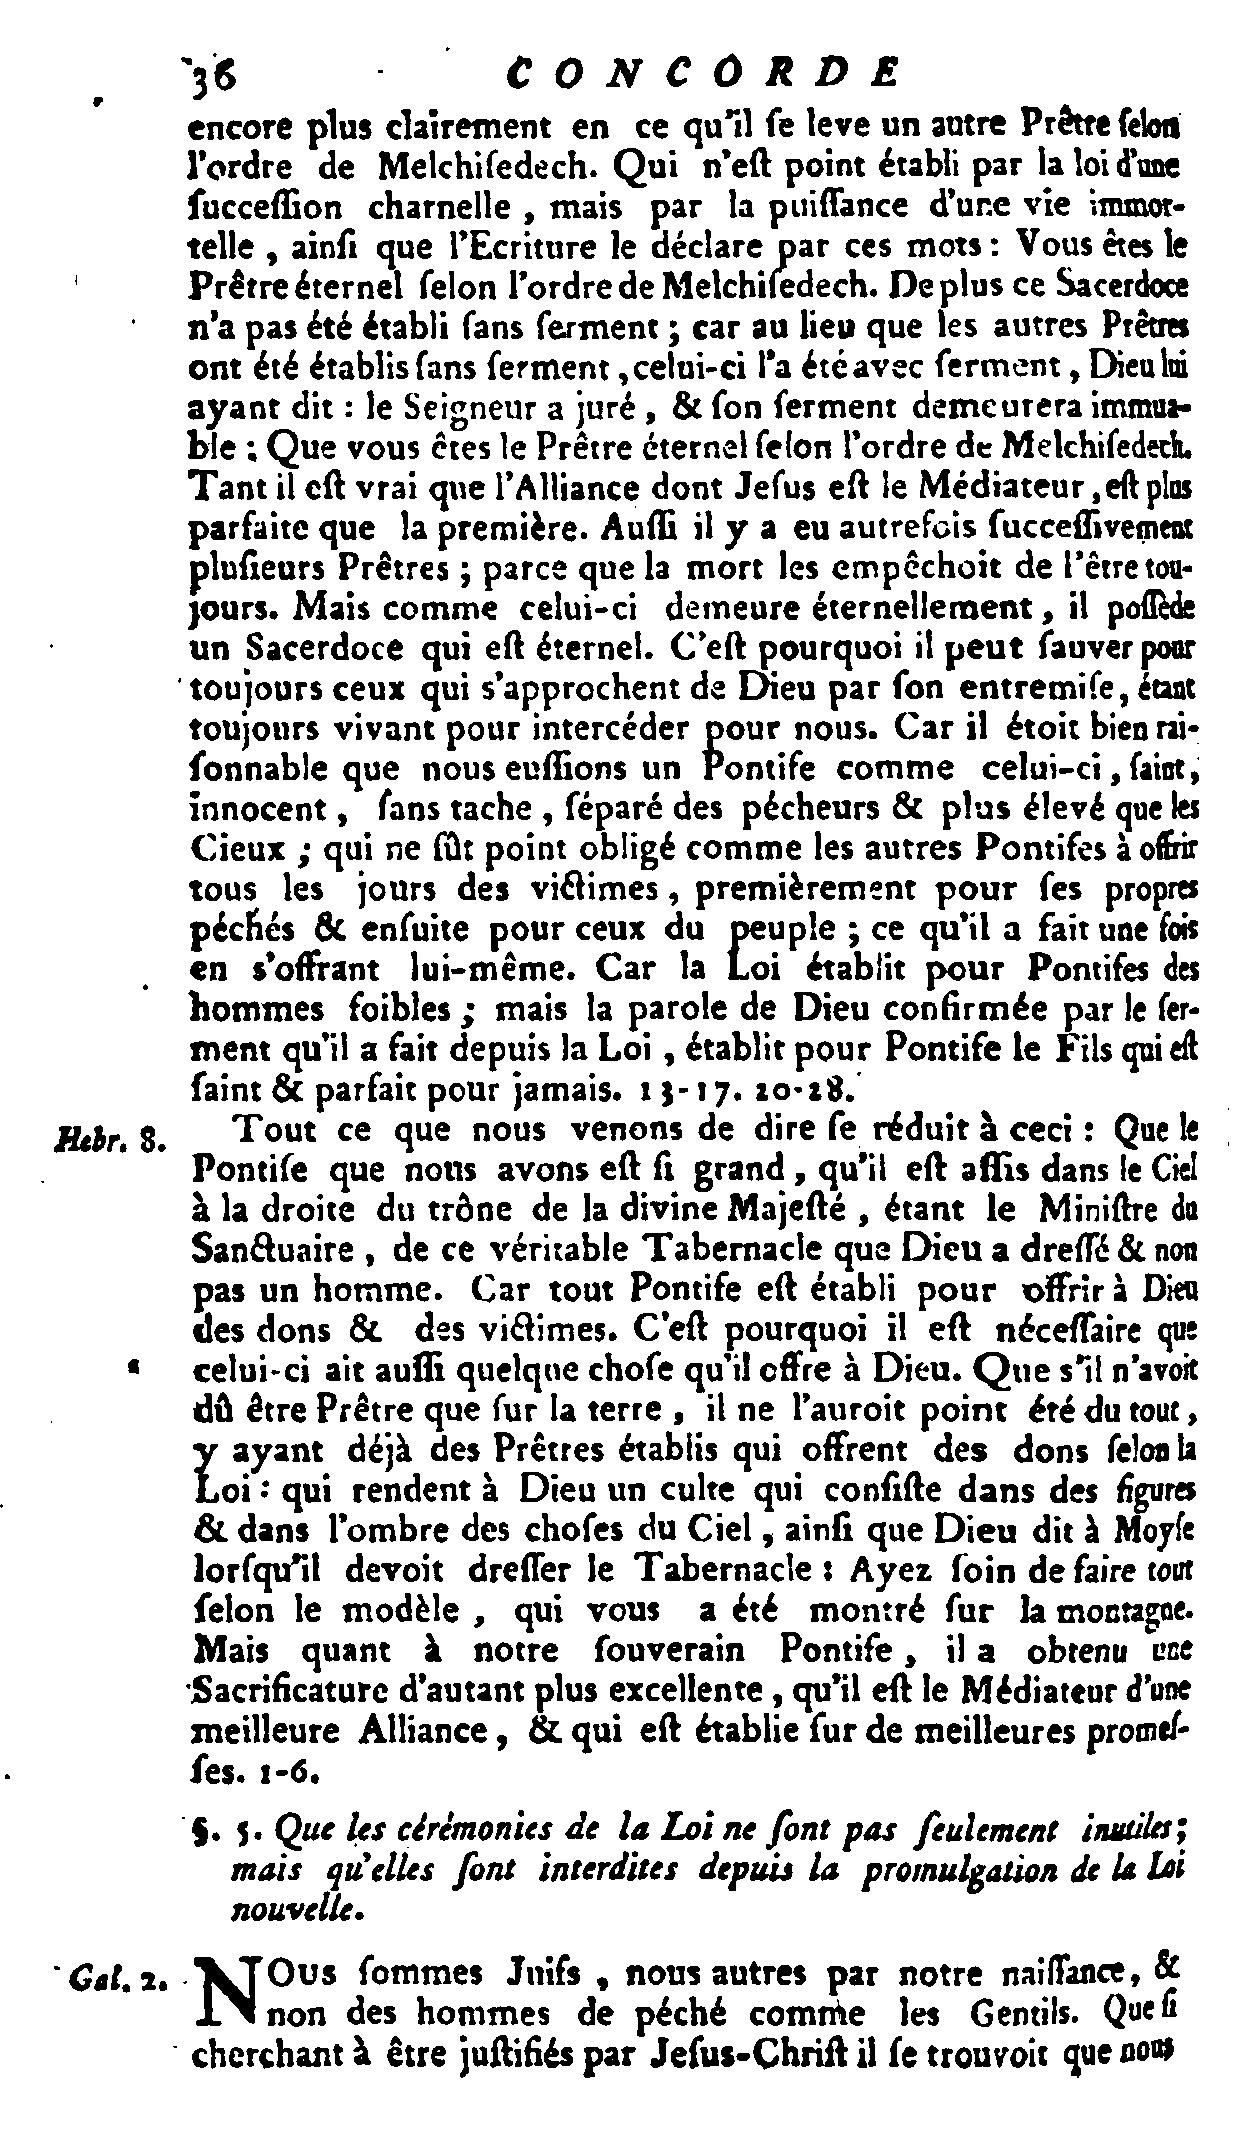 36 CONCORDE
encore plus clairement en ce qu'il ſe leve un autre Prêtre ſelon
l'ordre de Melchiſedech. Qui n'eſt point établi par la loi d'une
ſucceſſion charnelle, mais par la puiſſance d'une vie immor-
telle, ainſi que l'Ecriture le déclare par ces mots: Vous êtes le
Prêtre éternel ſelon l'ordre de Melchiſedech. De plus ce Sacerdoce
n'a pas été établi ſans ſerment; car au lieu que les autres Prêtres
ont été établis ſans ſerment, celui-ci l'a été avec ſerment, Dieu lui
ayant dit: le Seigneur a juré, & ſon ſerment demeurera immua-
ble: Que vous êtes le Prêtre éternel ſelon l'ordre de Melchiſedech.
Tant il eſt vrai que l'Alliance dont Jeſus eſt le Médiateur, eſt plus
parfaite que la première. Auſſi il y a eu autrefois ſucceſſivement
pluſieurs Prêtres; parce que la mort les empêchoit de l'être tou-
jours. Mais comme celui-ci demeure éternellement, il poſſède
un Sacerdoce qui eſt éternel. C'eſt pourquoi il peut ſauver pour
toujours ceux qui s'approchent de Dieu par ſon entremiſe, étant
toujours vivant pour intercéder pour nous. Car il étoit bien rai-
ſonnable que nous euſſions un Pontife comme celui-ci, ſaint,
innocent, ſans tache, ſéparé des pécheurs & plus élevé que les
Cieux; qui ne fût point obligé comme les autres Pontifes à offrir
tous les jours des victimes, premièrement pour ſes propres
péchés & enſuite pour ceux du peuple; ce qu'il a fait une fois
en s'offrant lui-même. Car la Loi établit pour Pontifes des
hommes foibles; mais la parole de Dieu confirmée par le ſer-
ment qu'il a fait depuis la Loi, établit pour Pontife le Fils qui eſt
ſaint & parfait pour jamais. 13-17. 20-28.
Hebr. 8. Tout ce que nous venons de dire ſe réduit à ceci: Que le
Pontife que nous avons eſt ſi grand, qu'il eſt aſſis dans le Ciel
à la droite du trône de la divine Majeſté, étant le Miniſtre du
Sanctuaire, de ce véritable Tabernacle que Dieu a dreſſé & non
pas un homme. Car tout Pontife eſt établi pour offrir à Dieu
des dons & des victimes. C'eſt pourquoi il eſt néceſſaire que
celui-ci ait auſſi quelque choſe qu'il offre à Dieu. Que s'il n'avoit
dû être Prêtre que ſur la terre, il ne l'auroit point été du tout,
y ayant déjà des Prêtres établis qui offrent des dons ſelon la
Loi: qui rendent à Dieu un culte qui conſiſte dans des figures
& dans l'ombre des choſes du Ciel, ainſi que Dieu dit à Moyſe
lorſqu'il devoit dreſſer le Tabernacle: Ayez ſoin de faire tout
ſelon le modèle, qui vous a été montré ſur la montagne.
Mais quant à notre ſouverain Pontife, il a obtenu une
Sacrificature d'autant plus excellente, qu'il eſt le Médiateur d'une
meilleure Alliance, & qui eſt établie ſur de meilleures promeſ-
ſes. 1-6.
§. 5. Que les cérémonies de la Loi ne ſont pas ſeulement inutiles;
mais qu'elles ſont interdites depuis la promulgation de la Loi
nouvelle.
Gal. 2. NOus ſommes Juifs, nous autres par notre naiſſance, &
non des hommes de péché comme les Gentils. Que ſi
cherchant à être juſtifiés par Jeſus-Chriſt il ſe trouvoit que nous